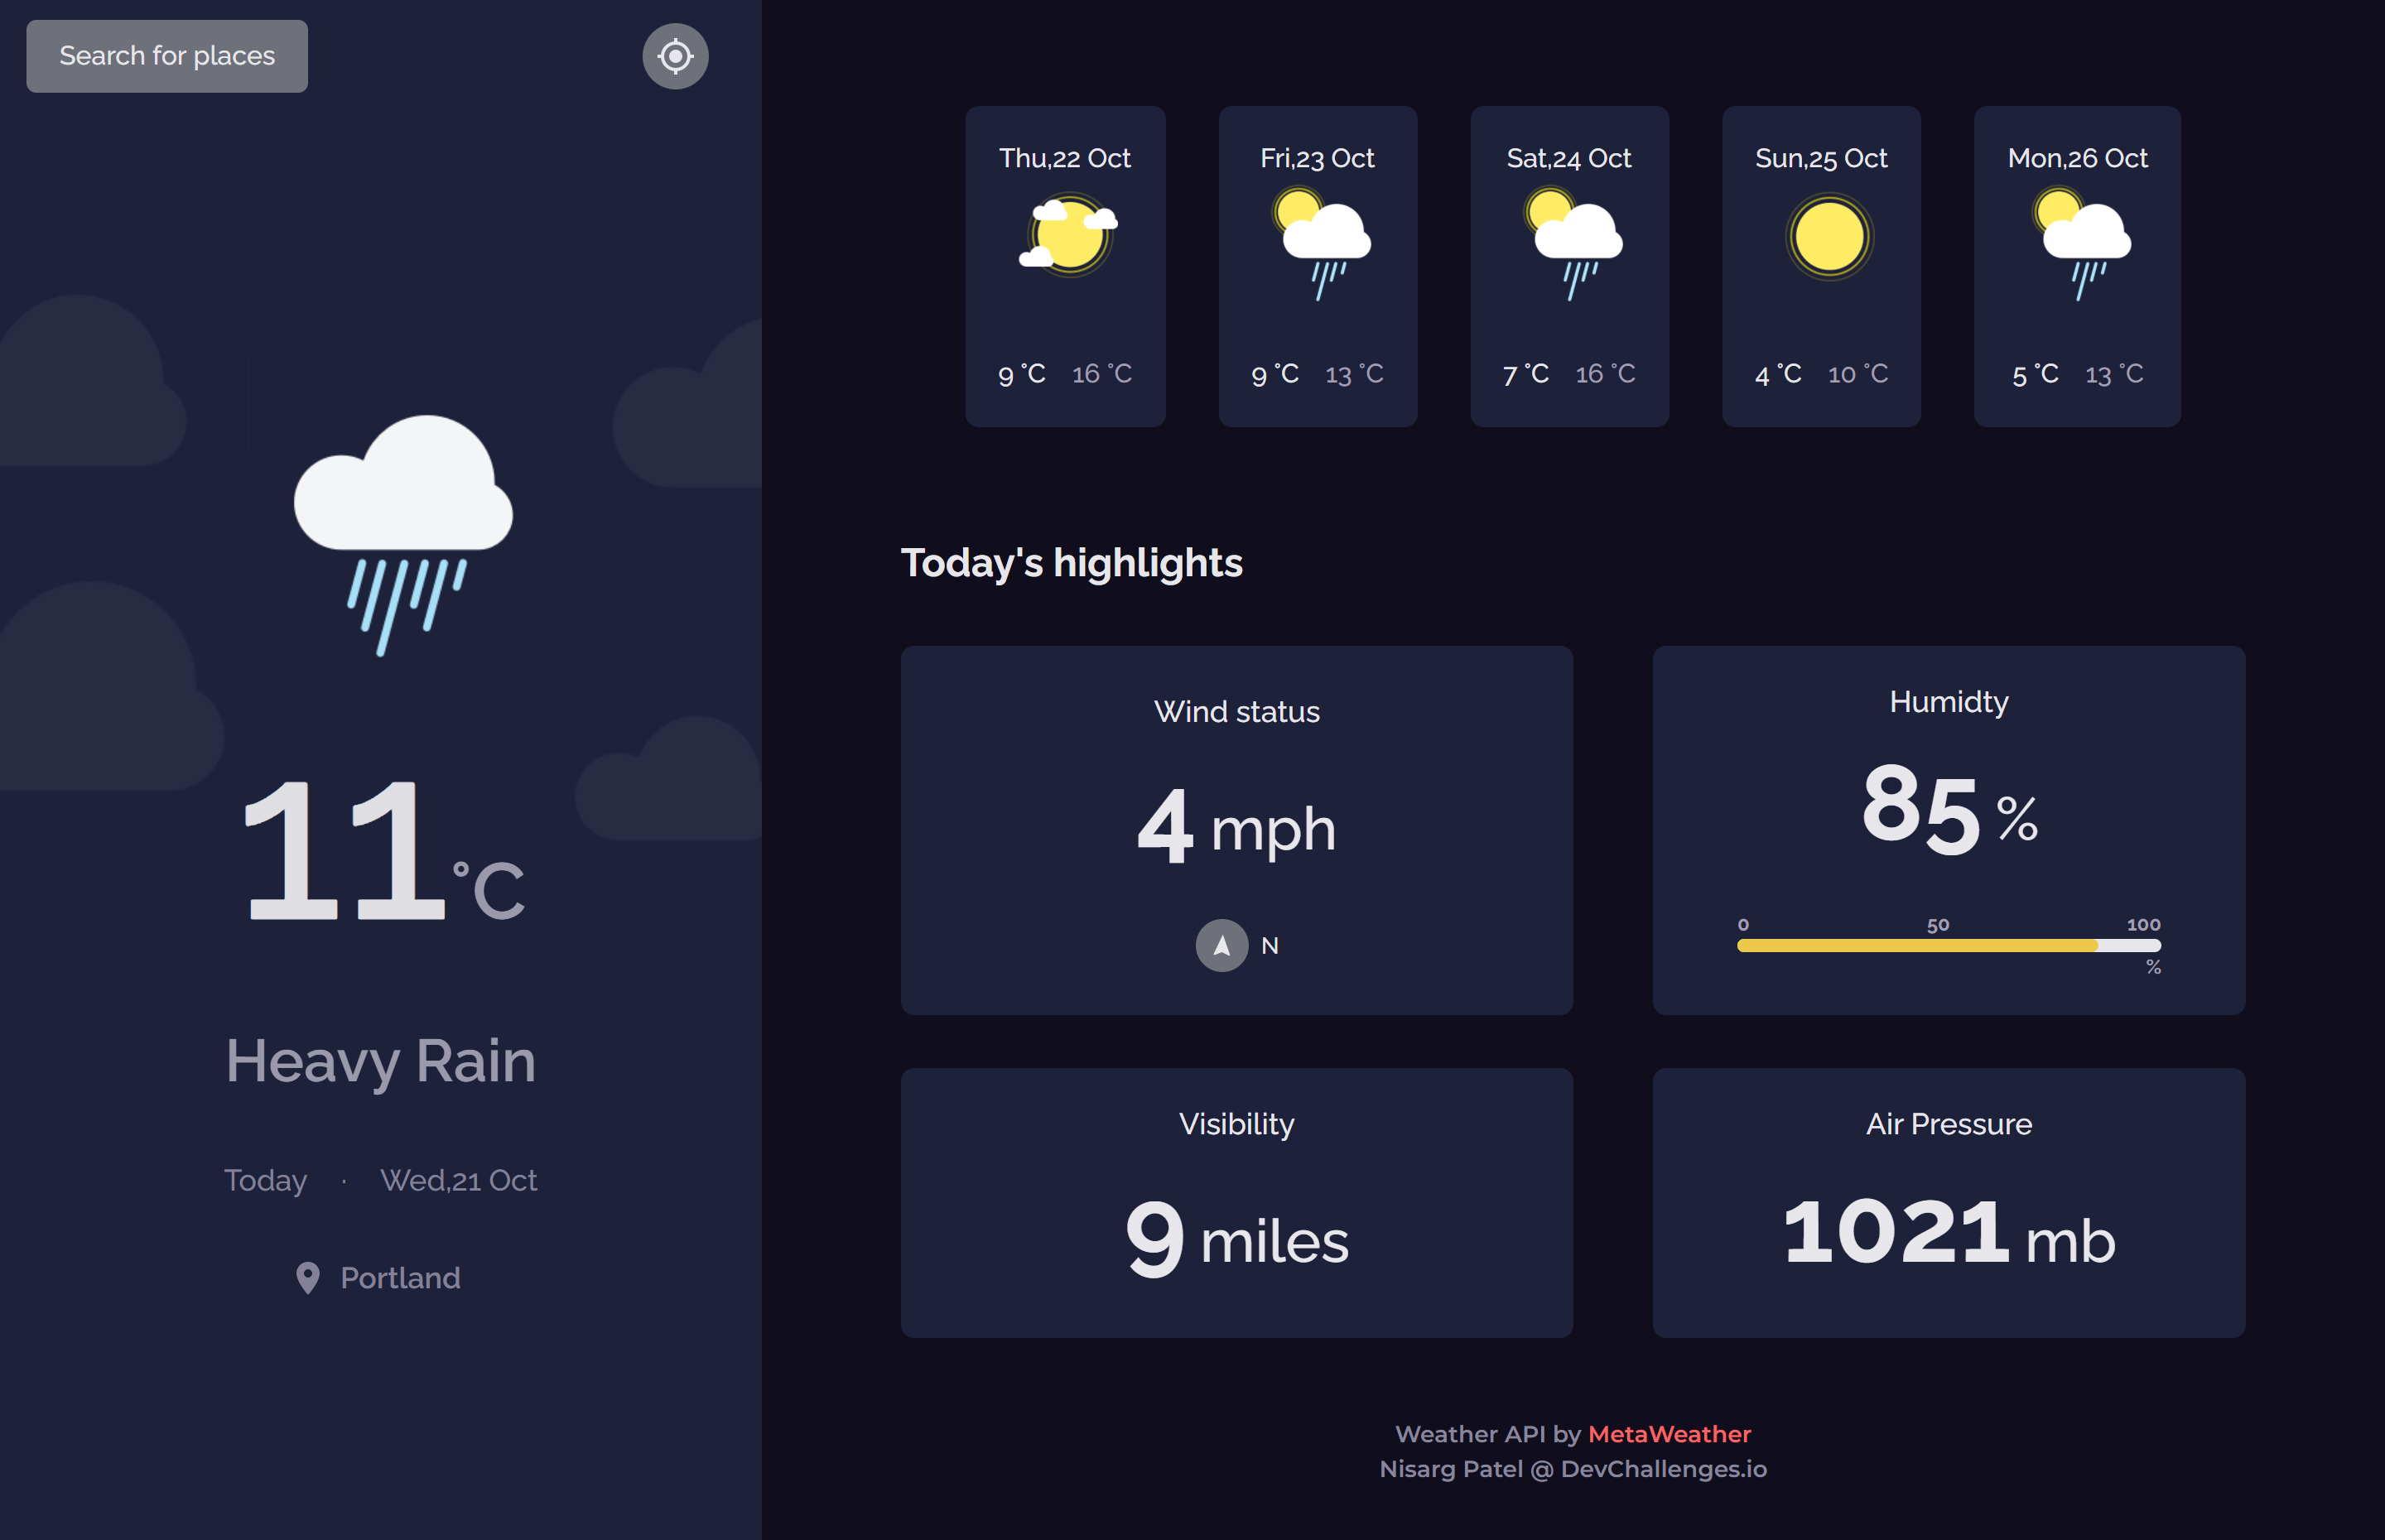 Search for places
11°C
Heavy Rain
Today · Wed,21 Oct
Portland
Thu,22 Oct
9 °C 16 °C
Fri,23 Oct
9 °C 13 °C
Sat,24 Oct
7 °C 16 °C
Sun,25 Oct
4 °C 10 °C
Mon,26 Oct
5 °C 13 °C
Today's highlights
Wind status
4 mph
N
Humidty
85 %
0 50 100
%
Visibility
9 miles
Air Pressure
1021 mb
Weather API by MetaWeather
Nisarg Patel @ DevChallenges.io